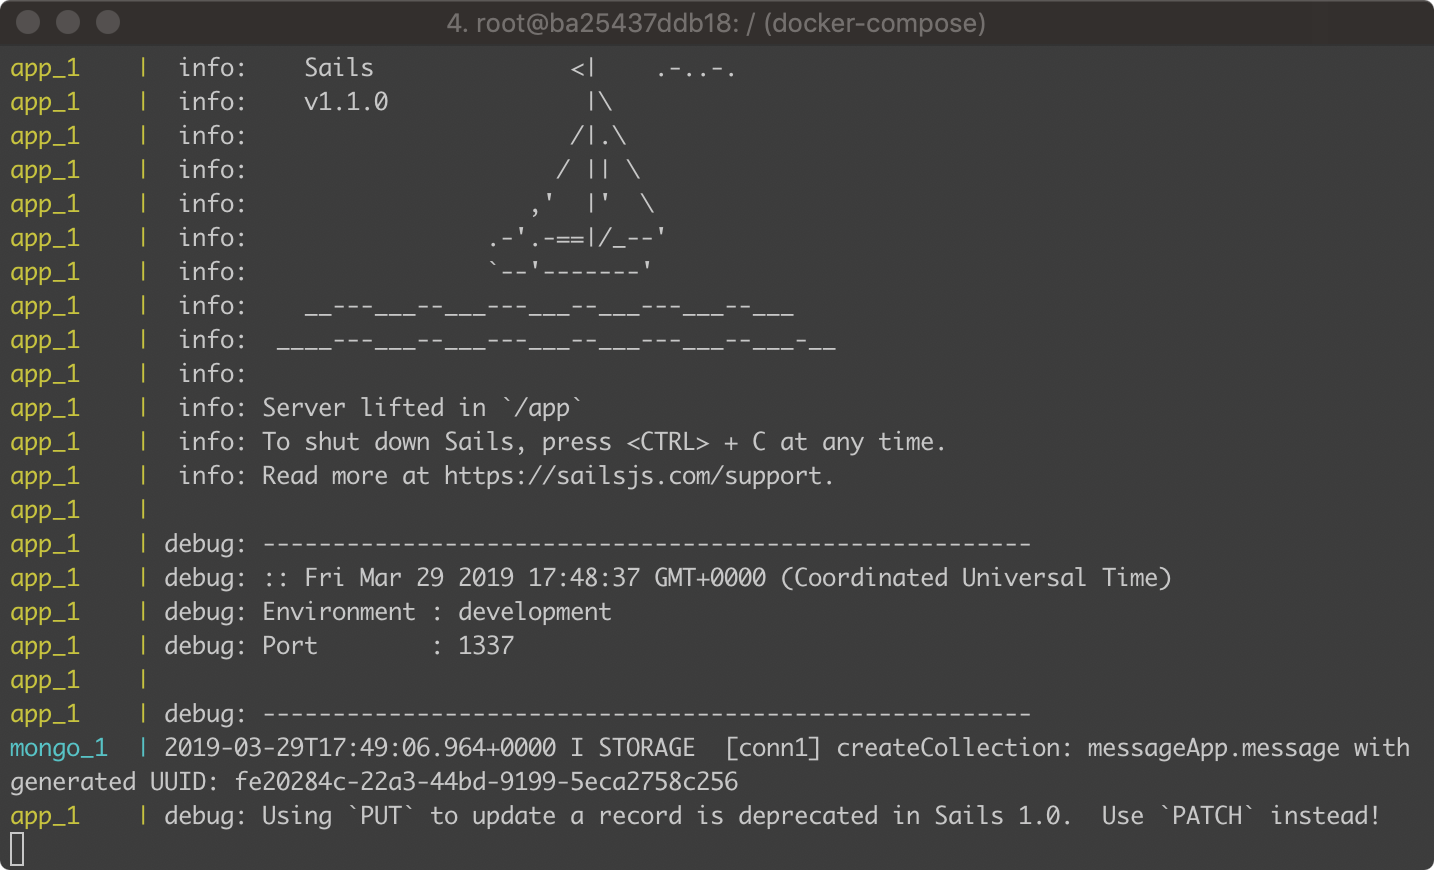 4. root@ba25437ddb18: / (docker-compose)
app_1    |  info:    Sails              <|    .-..-.
app_1    |  info:    v1.1.0              |\
app_1    |  info:                       /|.\
app_1    |  info:                      / || \
app_1    |  info:                    ,'  |'  \
app_1    |  info:                 .-'.-==|/_--'
app_1    |  info:                 `--'-------'
app_1    |  info:    __---___--___---___--___---___--___
app_1    |  info:  ____---___--___---___--___---___--___-__
app_1    |  info:
app_1    |  info: Server lifted in `/app`
app_1    |  info: To shut down Sails, press <CTRL> + C at any time.
app_1    |  info: Read more at https://sailsjs.com/support.
app_1    |
app_1    | debug: -------------------------------------------------------
app_1    | debug: :: Fri Mar 29 2019 17:48:37 GMT+0000 (Coordinated Universal Time)
app_1    | debug: Environment : development
app_1    | debug: Port        : 1337
app_1    |
app_1    | debug: -------------------------------------------------------
mongo_1  | 2019-03-29T17:49:06.964+0000 I STORAGE  [conn1] createCollection: messageApp.message with
generated UUID: fe20284c-22a3-44bd-9199-5eca2758c256
app_1    | debug: Using `PUT` to update a record is deprecated in Sails 1.0.  Use `PATCH` instead!